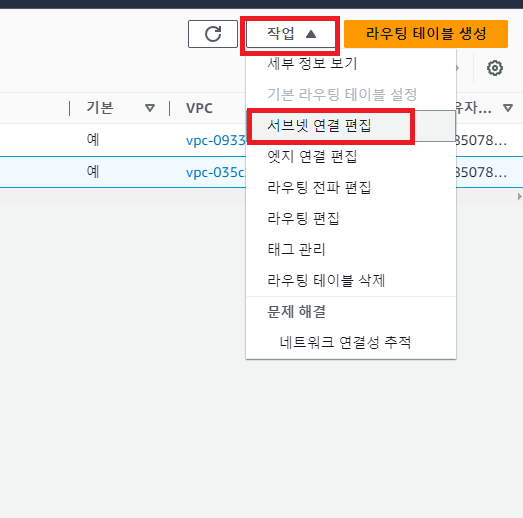 작업
라우팅 테이블 생성
세부 정보 보기
기본 라우팅 테이블 설정
기본 VPC 유자...
서브넷 연결 편집
예 vpc-0933 85078...
엣지 연결 편집
예 vpc-035c 85078...
라우팅 전파 편집
라우팅 편집
태그 관리
라우팅 테이블 삭제
문제 해결
네트워크 연결성 추적